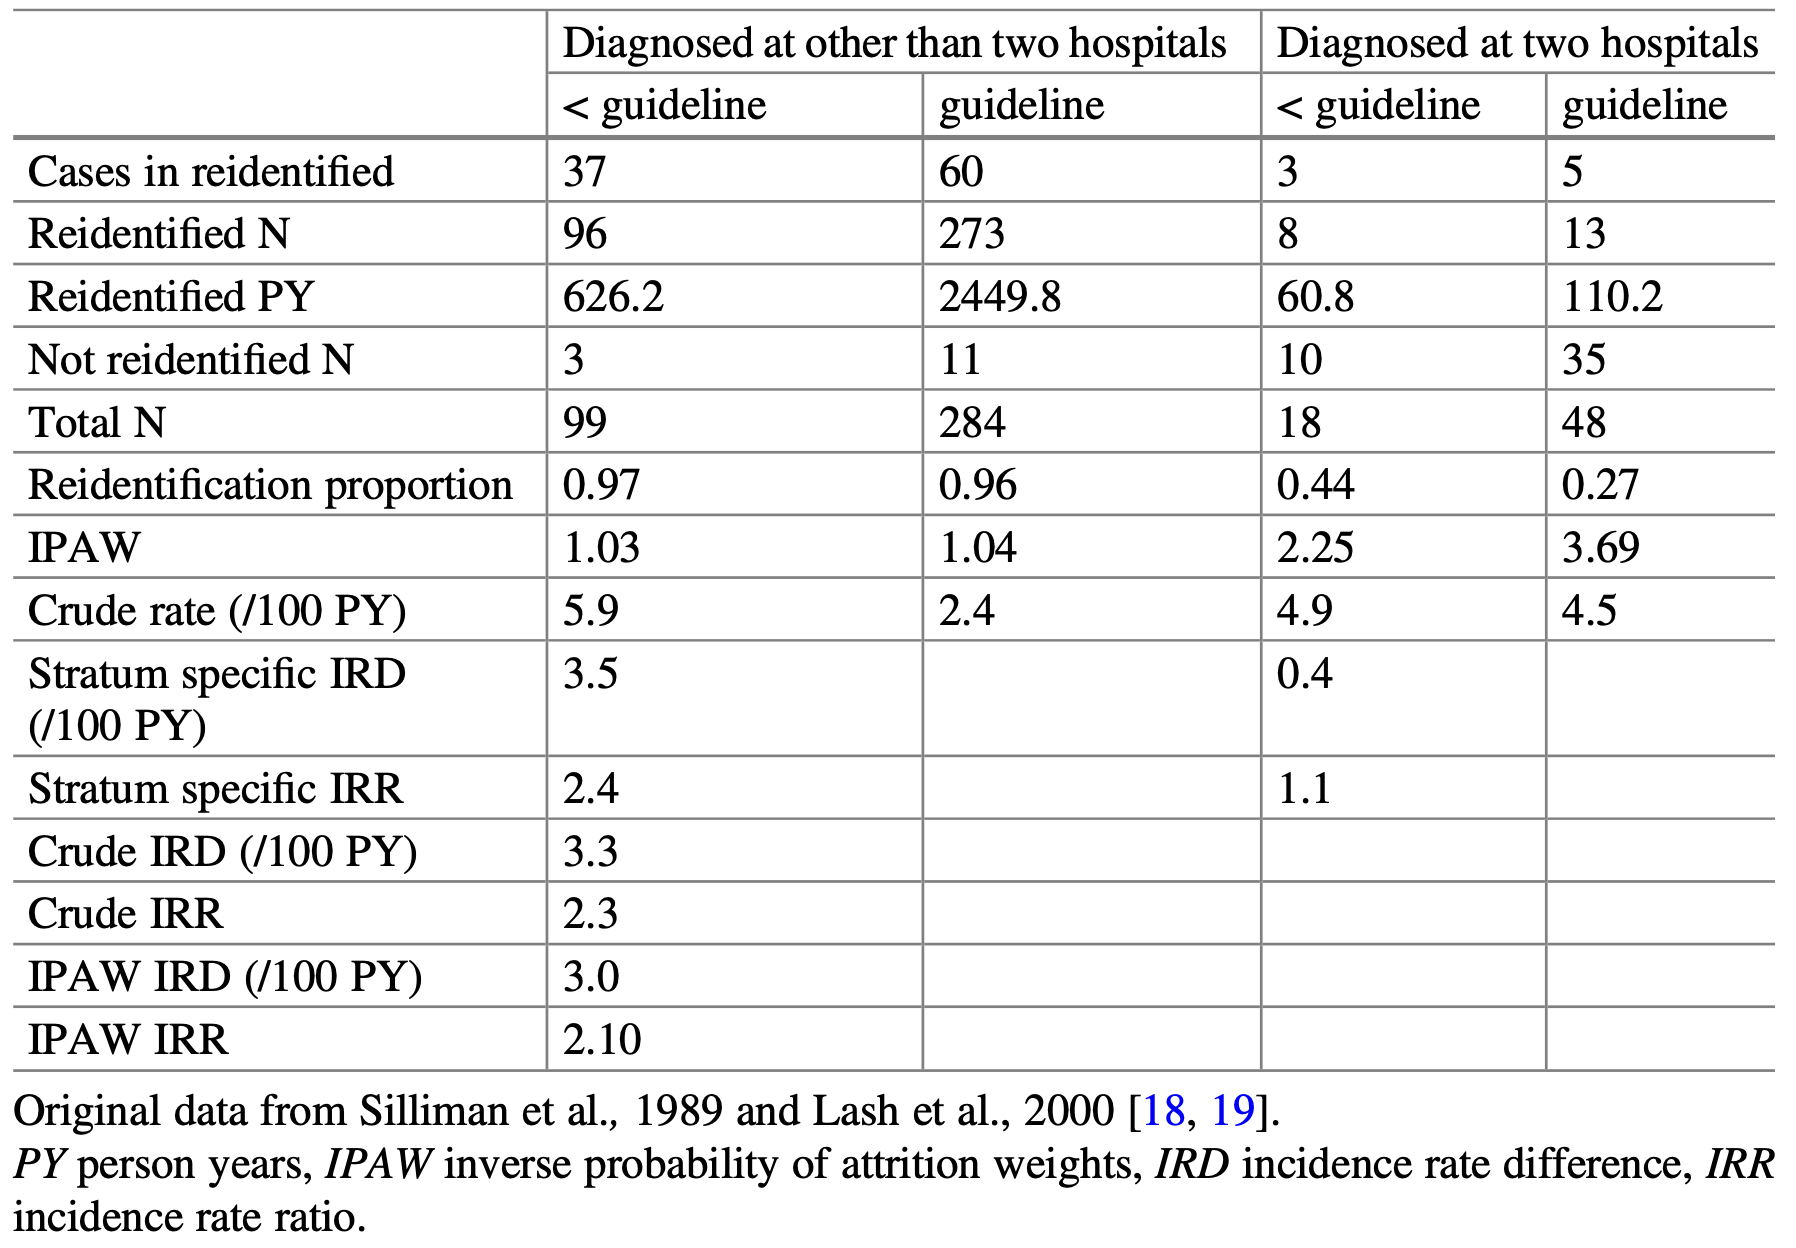 Diagnosed at other than two hospitals Diagnosed at two hospitals
< guideline guideline < guideline guideline
Cases in reidentified 37 60 3 5
Reidentified N 96 273 8 13
Reidentified PY 626.2 2449.8 60.8 110.2
Not reidentified N 3 11 10 35
Total N 99 284 18 48
Reidentification proportion 0.97 0.96 0.44 0.27
IPAW 1.03 1.04 2.25 3.69
Crude rate (/100 PY) 5.9 2.4 4.9 4.5
Stratum specific IRD 3.5 0.4
(/100 PY)
Stratum specific IRR 2.4 1.1
Crude IRD (/100 PY) 3.3
Crude IRR 2.3
IPAW IRD (/100 PY) 3.0
IPAW IRR 2.10
Original data from Silliman et al., 1989 and Lash et al., 2000 [18, 19].
PY person years, IPAW inverse probability of attrition weights, IRD incidence rate difference, IRR
incidence rate ratio.